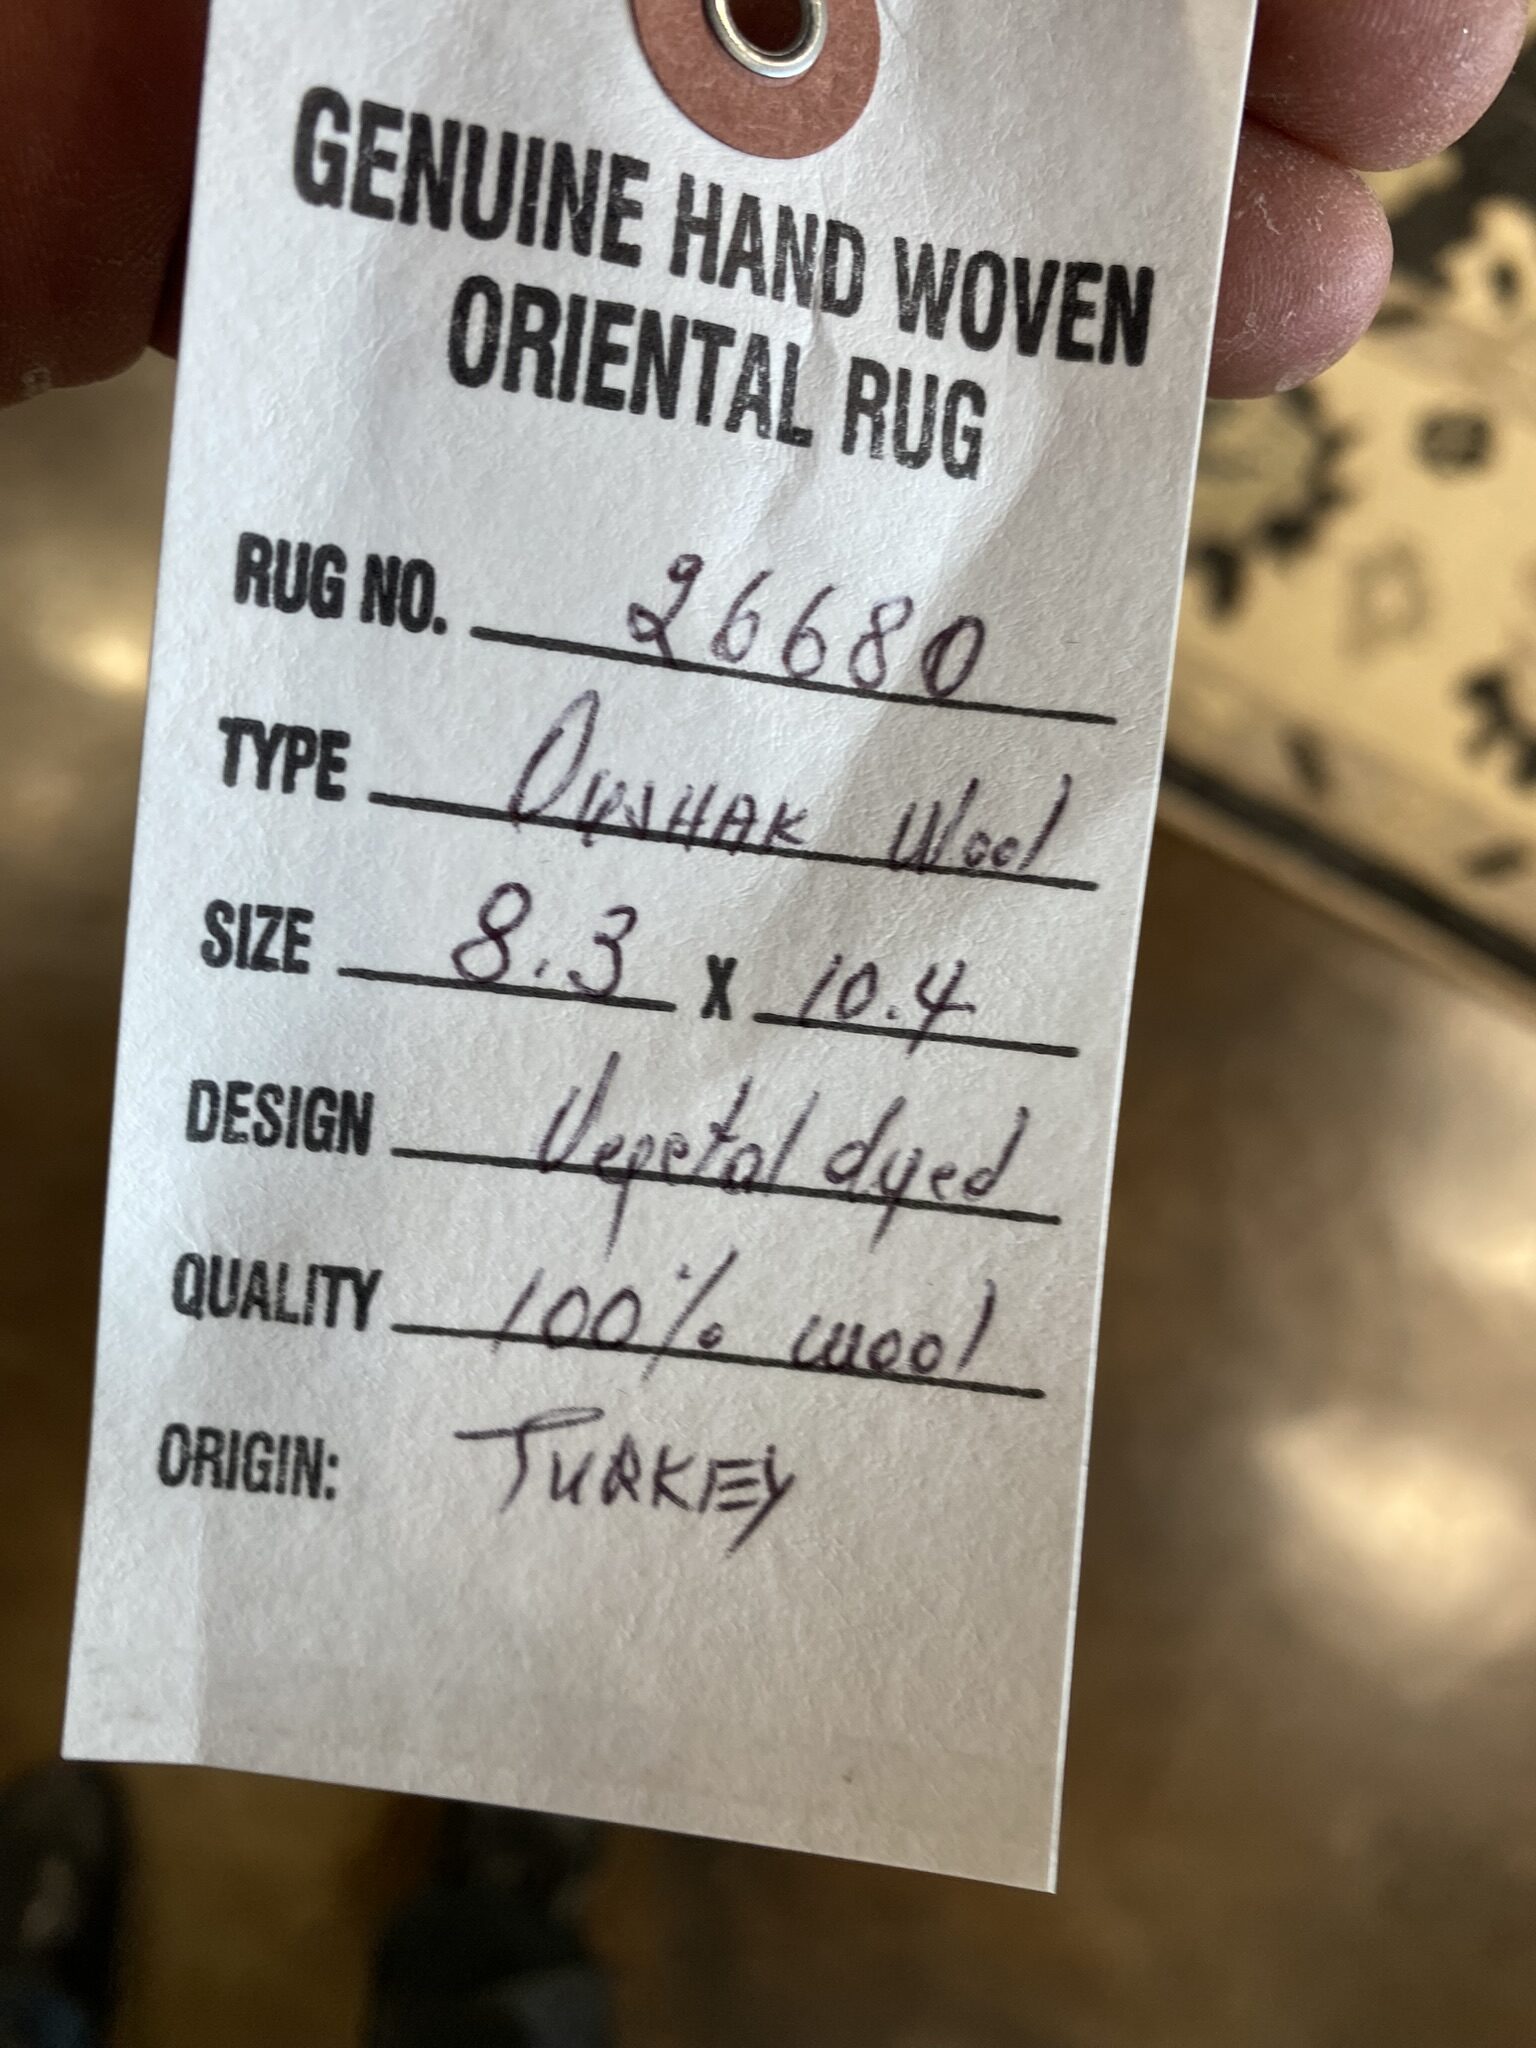 GENUINE HAND WOVEN
ORIENTAL RUG
RUG NO. 26680
TYPE Oushak Wool
SIZE 8.3 X 10.4
DESIGN Vegetal dyed
QUALITY 100% wool
ORIGIN: TURKEY